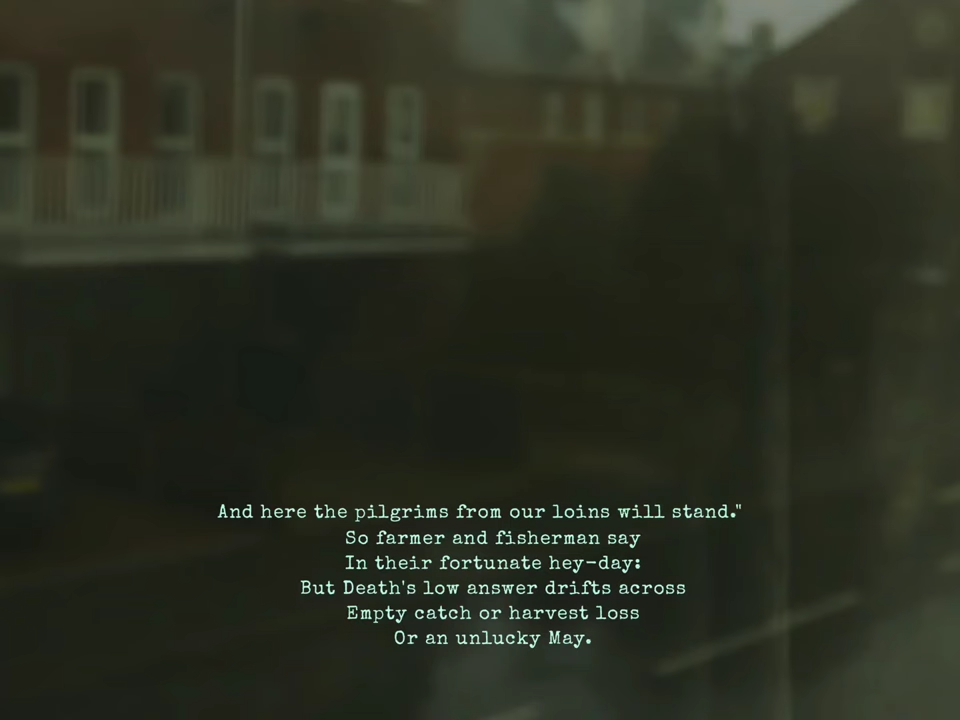 And here the pilgrims from our loins will stand."
So farmer and fisherman say
In their fortunate hey-day:
But Death's low answer drifts across
Empty catch or harvest loss
Or an unlucky May.